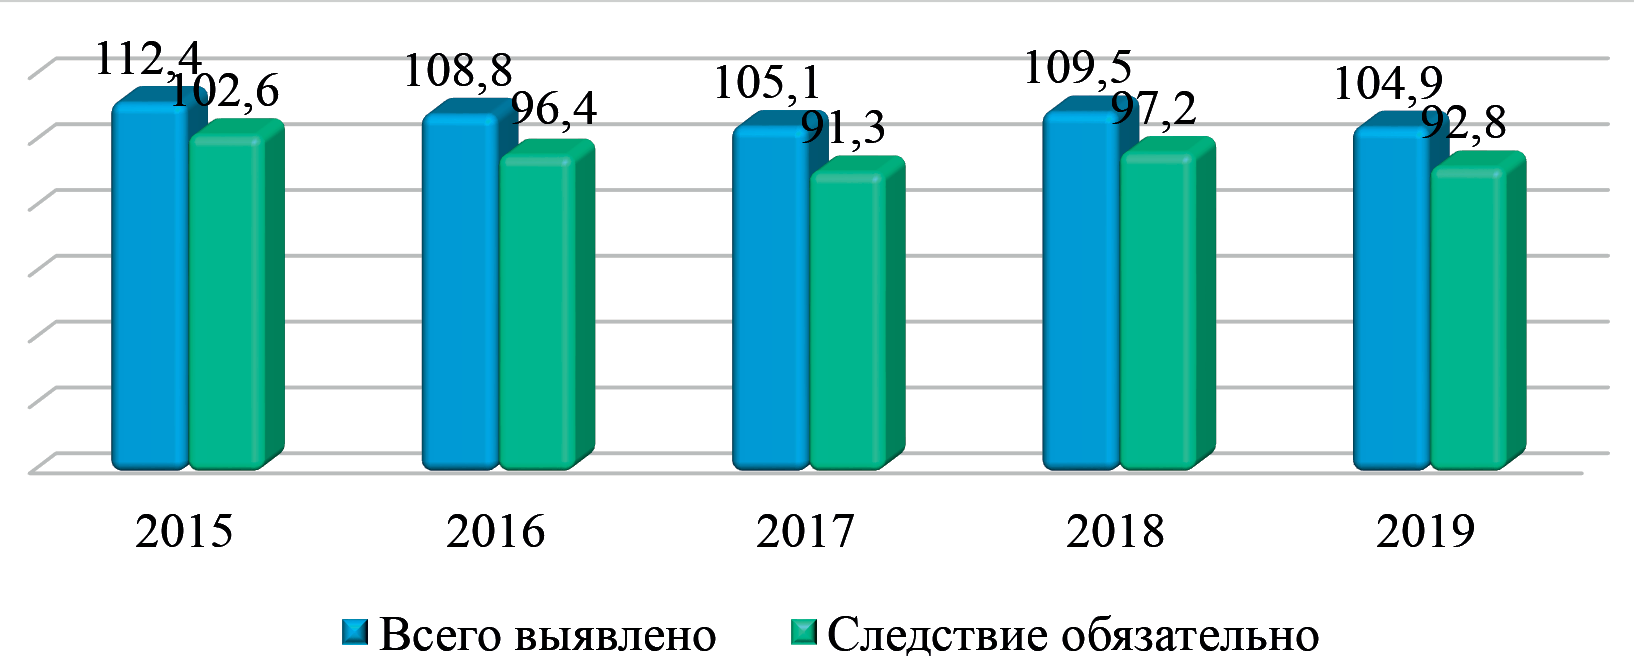 112,4 102,6 108,8 96,4 105,1 91,3 109,5 97,2 104,9 92,8
2015 2016 2017 2018 2019
Всего выявлено Следствие обязательно